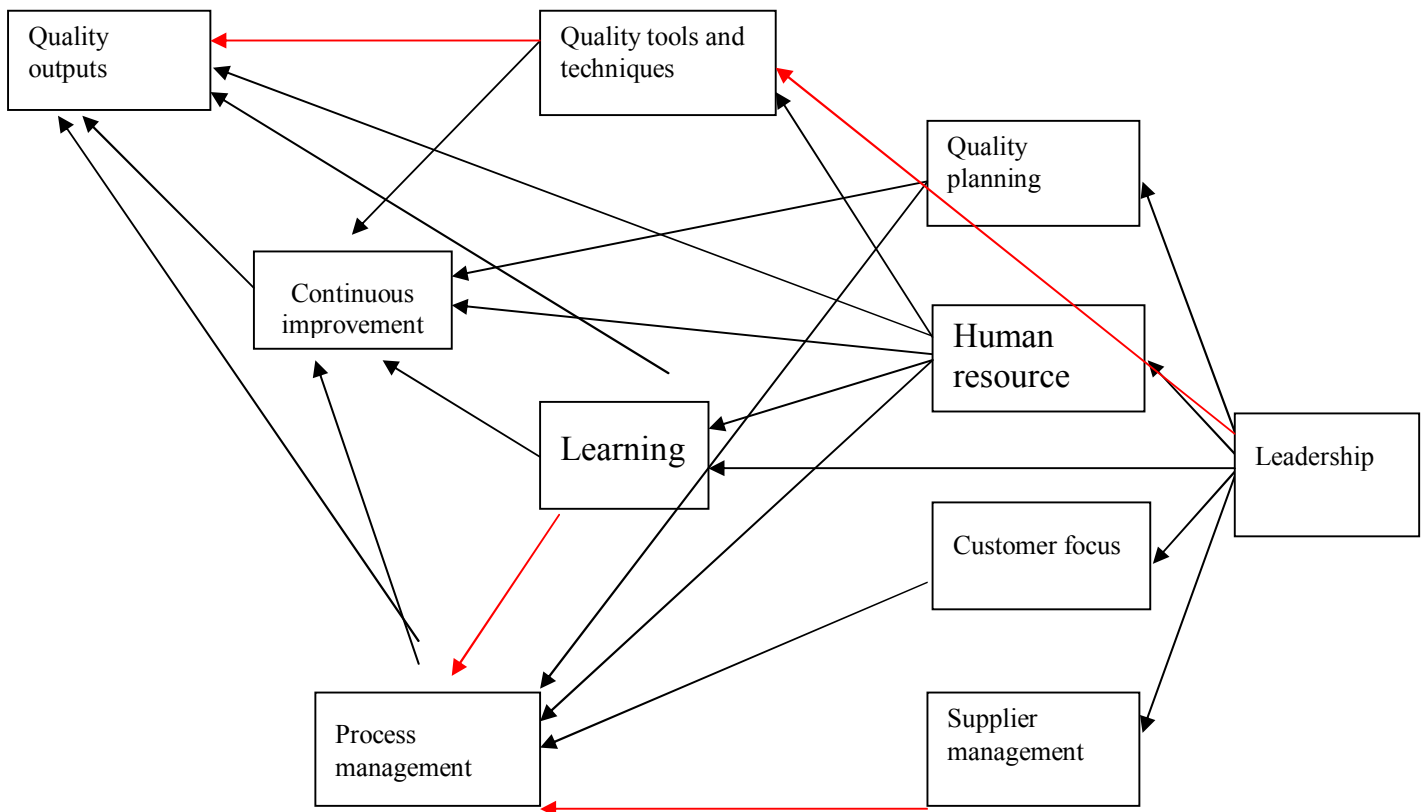 Quality
outputs
Quality tools and
techniques
Quality
planning
Continuous
improvement
Human
resource
Learning
Leadership
Customer focus
Process
management
Supplier
management